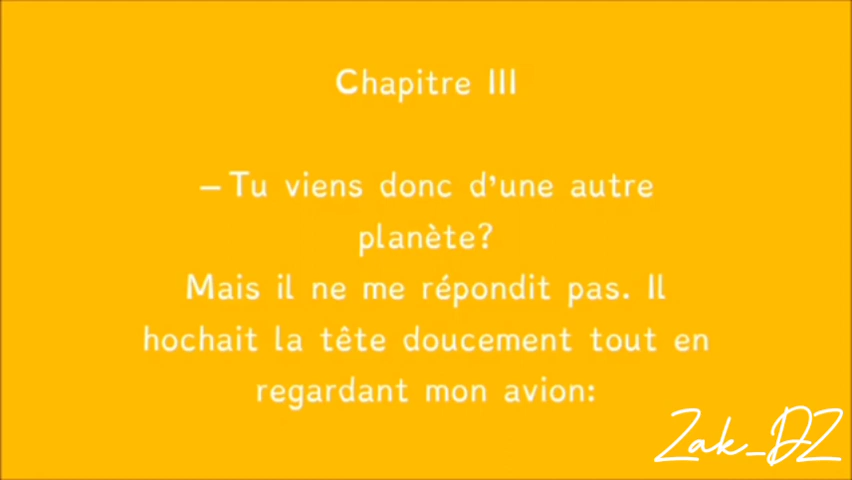 Chapitre III
– Tu viens donc d'une autre
planète?
Mais il ne me répondit pas. Il
hochait la tête doucement tout en
regardant mon avion:
Zak_DZ